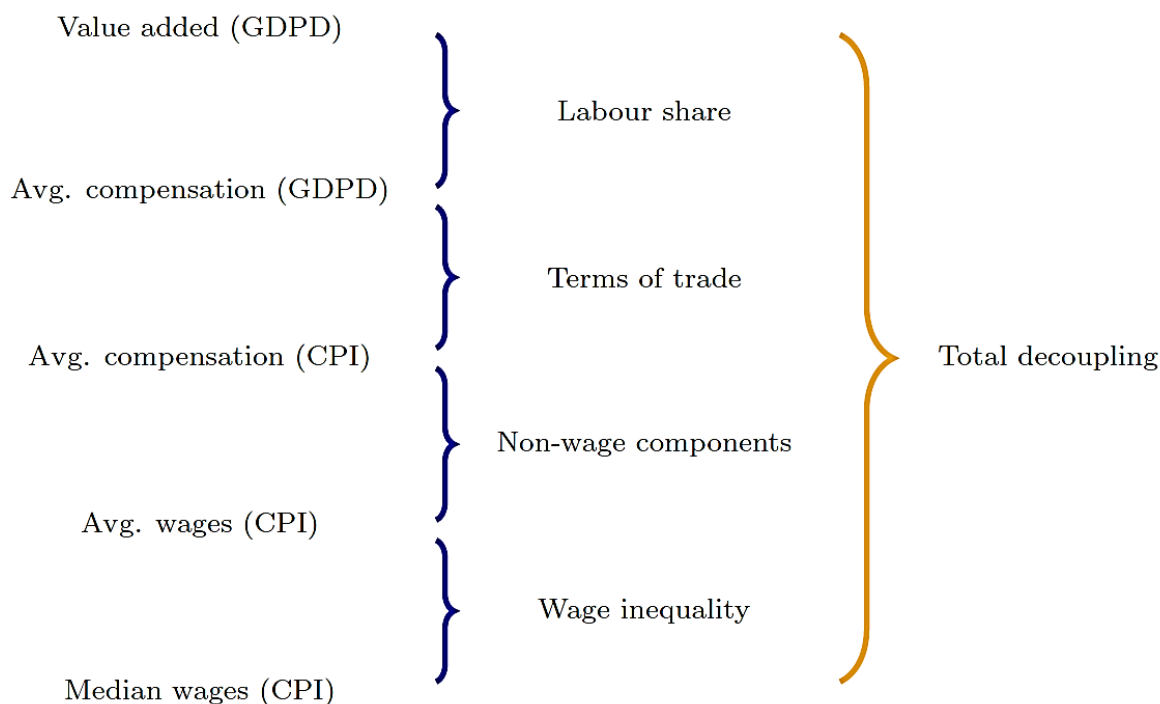 Value added (GDPD)
Labour share
Avg. compensation (GDPD)
Terms of trade
Avg. compensation (CPI)
Total decoupling
Non-wage components
Avg. wages (CPI)
Wage inequality
Median wages (CPI)